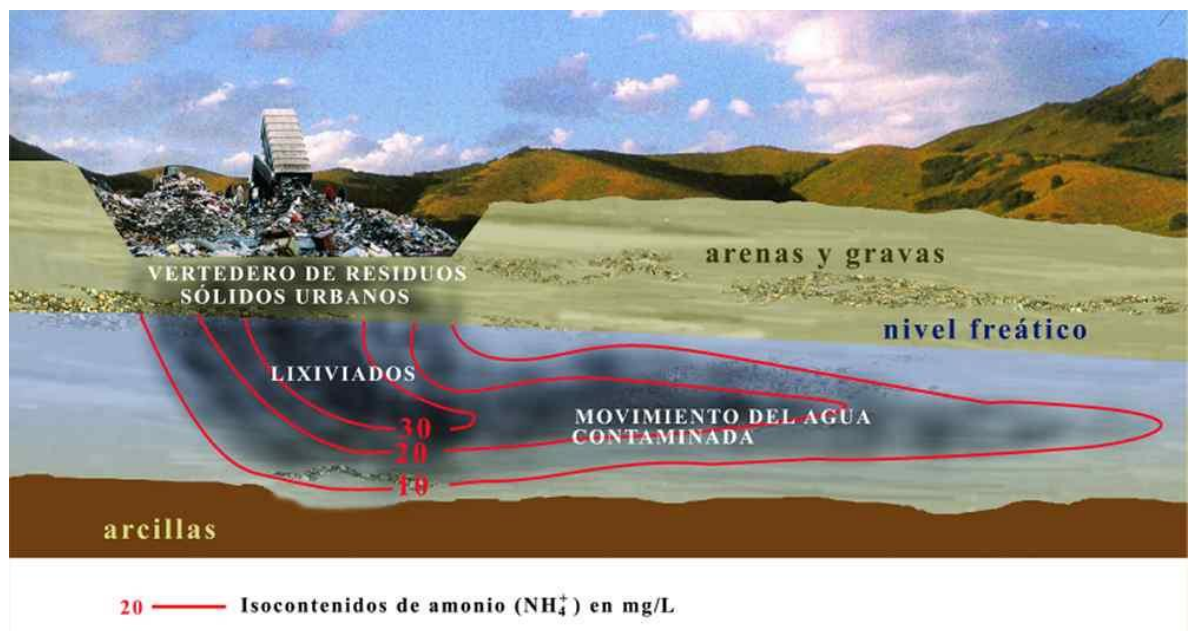 arenas y gravas
VERTEDERO DE RESIDUOS
SÓLIDOS URBANOS
nivel freático
LIXIVIADOS
MOVIMIENTO DEL AGUA
CONTAMINADA
30
20
10
arcillas
20 Isocontenidos de amonio (NH₄⁺) en mg/L